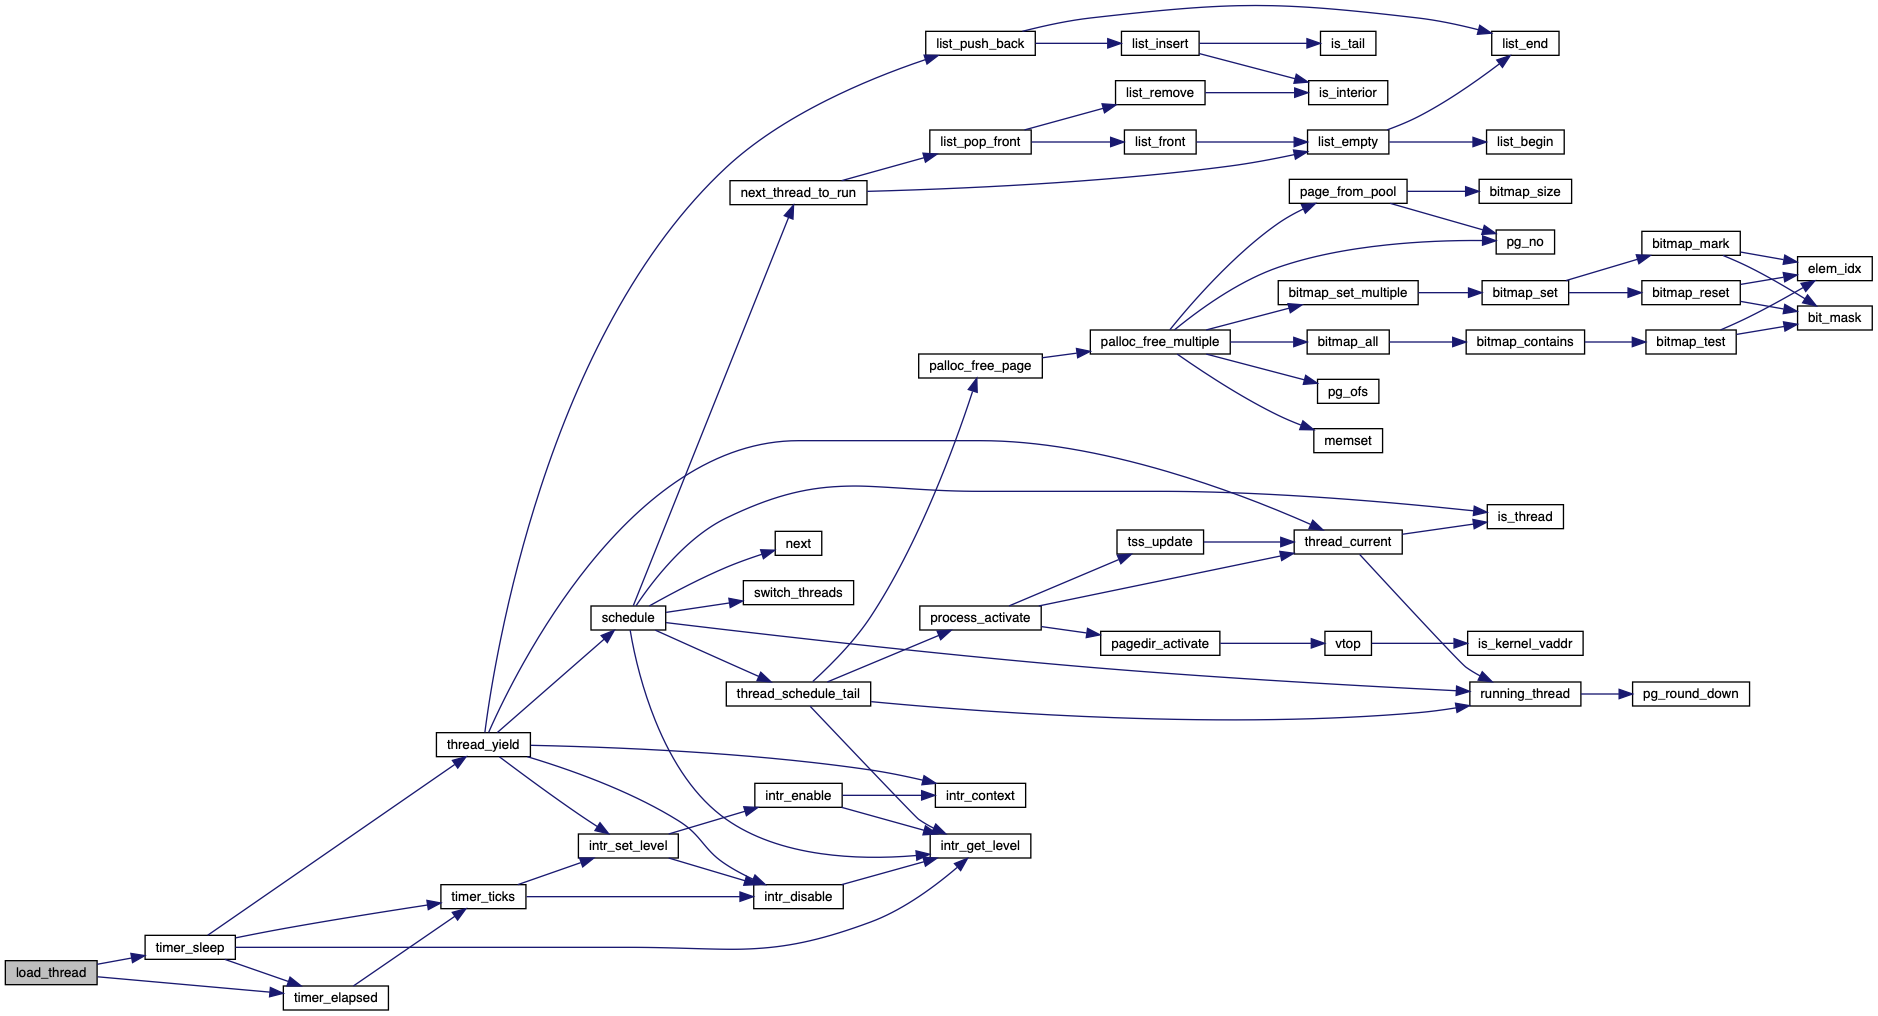 list_push_back
list_insert
is_tail
list_end
list_remove
is_interior
list_pop_front
list_front
list_empty
list_begin
next_thread_to_run
page_from_pool
bitmap_size
pg_no
bitmap_mark
elem_idx
bitmap_set_multiple
bitmap_set
bitmap_reset
bit_mask
palloc_free_multiple
bitmap_all
bitmap_contains
bitmap_test
palloc_free_page
pg_ofs
memset
is_thread
next
tss_update
thread_current
switch_threads
schedule
process_activate
pagedir_activate
vtop
is_kernel_vaddr
thread_schedule_tail
running_thread
pg_round_down
thread_yield
intr_enable
intr_context
intr_set_level
intr_get_level
timer_ticks
intr_disable
timer_sleep
load_thread
timer_elapsed